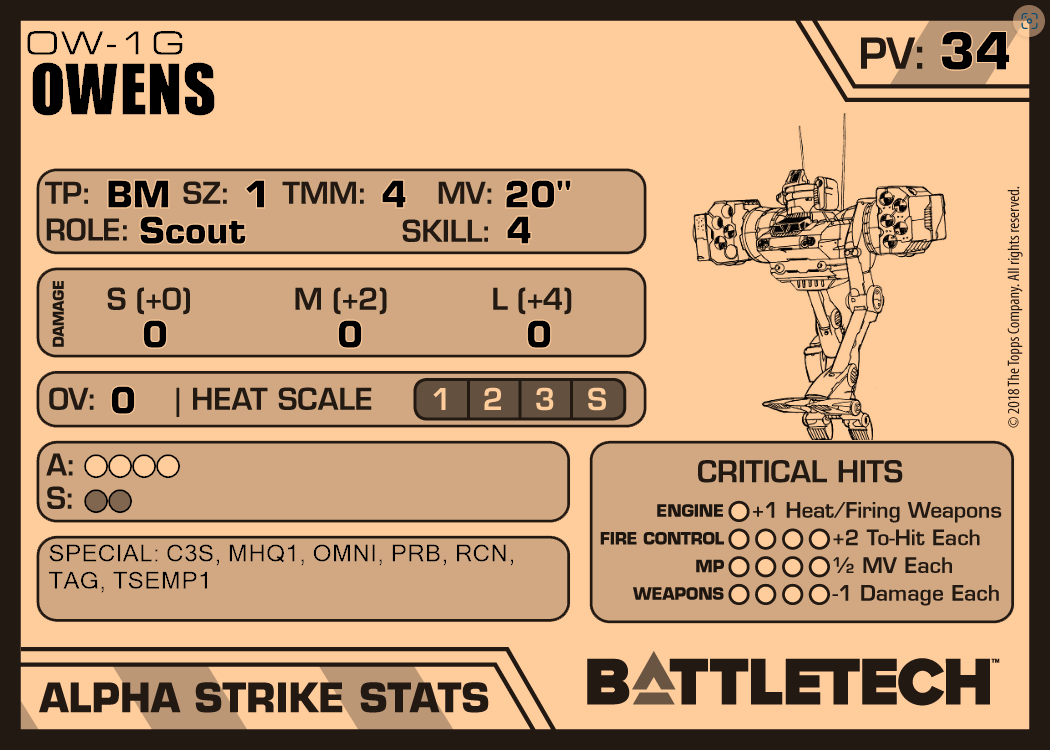 OW-1G
OWENS
PV: 34
TP: BM SZ: 1 TMM: 4 MV: 20"
ROLE: Scout SKILL: 4
DAMAGE
S (+0) M (+2) L (+4)
0 0 0
OV: 0 | HEAT SCALE 1 2 3 S
A:
S:
SPECIAL: C3S, MHQ1, OMNI, PRB, RCN,
TAG, TSEMP1
CRITICAL HITS
ENGINE +1 Heat/Firing Weapons
FIRE CONTROL +2 To-Hit Each
MP ½ MV Each
WEAPONS -1 Damage Each
© 2018 The Topps Company. All rights reserved.
ALPHA STRIKE STATS
BATTLETECH™